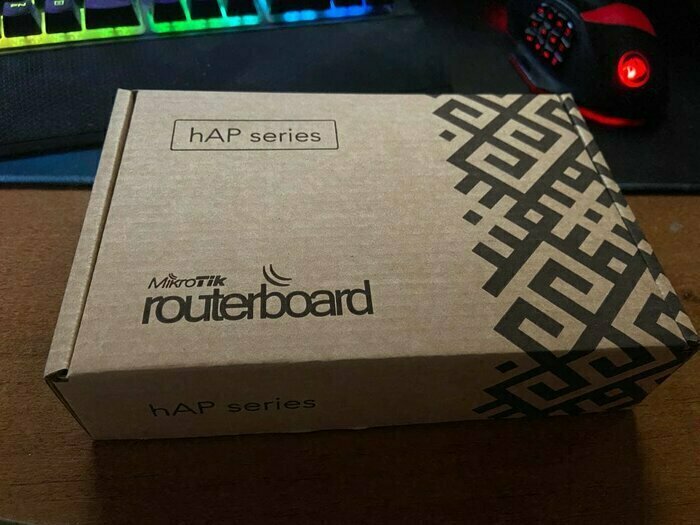 hAP series
MikroTik
routerboard
hAP series